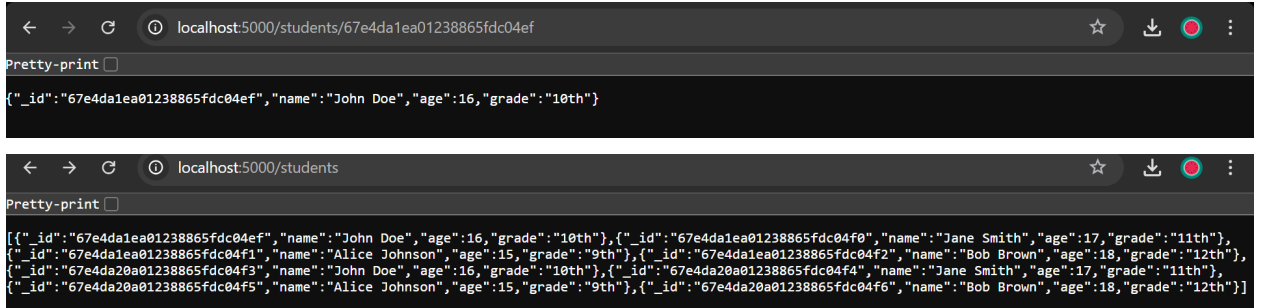 localhost:5000/students/67e4da1ea01238865fdc04ef
Pretty-print
{"_id":"67e4da1ea01238865fdc04ef","name":"John Doe","age":16,"grade":"10th"}
localhost:5000/students
Pretty-print
[{"_id":"67e4da1ea01238865fdc04ef","name":"John Doe","age":16,"grade":"10th"},{"_id":"67e4da1ea01238865fdc04f0","name":"Jane Smith","age":17,"grade":"11th"},
{"_id":"67e4da1ea01238865fdc04f1","name":"Alice Johnson","age":15,"grade":"9th"},{"_id":"67e4da1ea01238865fdc04f2","name":"Bob Brown","age":18,"grade":"12th"},
{"_id":"67e4da20a01238865fdc04f3","name":"John Doe","age":16,"grade":"10th"},{"_id":"67e4da20a01238865fdc04f4","name":"Jane Smith","age":17,"grade":"11th"},
{"_id":"67e4da20a01238865fdc04f5","name":"Alice Johnson","age":15,"grade":"9th"},{"_id":"67e4da20a01238865fdc04f6","name":"Bob Brown","age":18,"grade":"12th"}]